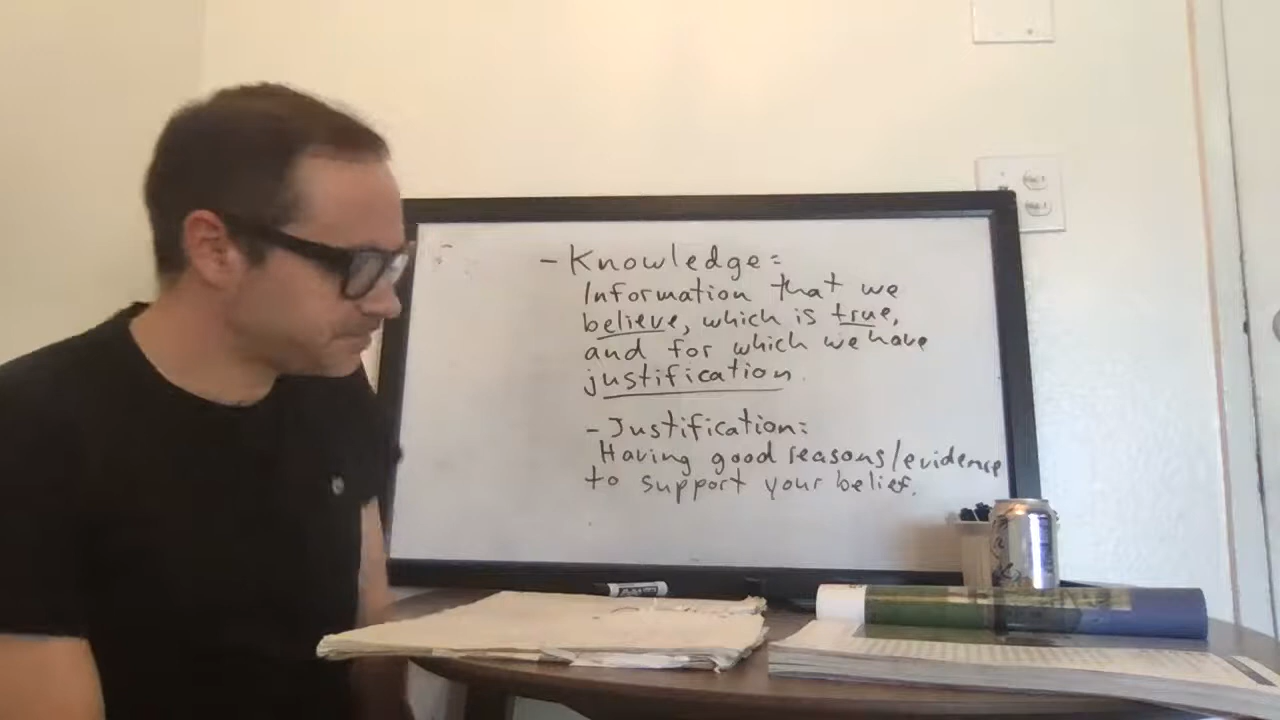 - Knowledge:
Information that we
believe, which is true,
and for which we have
justification.
- Justification:
Having good reasons/evidence
to support your belief.